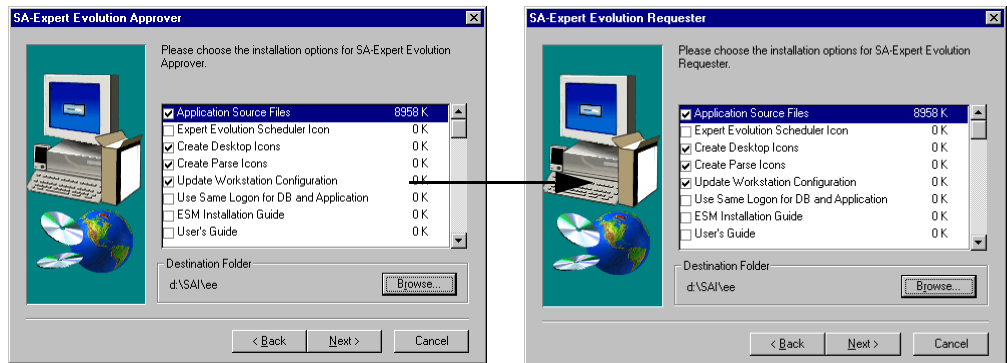 SA-Expert Evolution Approver
Please choose the installation options for SA-Expert Evolution
Approver.
Application Source Files 8958 K
Expert Evolution Scheduler Icon 0 K
Create Desktop Icons 0 K
Create Parse Icons 0 K
Update Workstation Configuration 0 K
Use Same Logon for DB and Application 0 K
ESM Installation Guide 0 K
User's Guide 0 K
Destination Folder
d:\SAI\ee
Browse...
< Back
Next >
Cancel
SA-Expert Evolution Requester
Please choose the installation options for SA-Expert Evolution
Requester.
Application Source Files 8958 K
Expert Evolution Scheduler Icon 0 K
Create Desktop Icons 0 K
Create Parse Icons 0 K
Update Workstation Configuration 0 K
Use Same Logon for DB and Application 0 K
ESM Installation Guide 0 K
User's Guide 0 K
Destination Folder
d:\SAI\ee
Browse...
< Back
Next >
Cancel